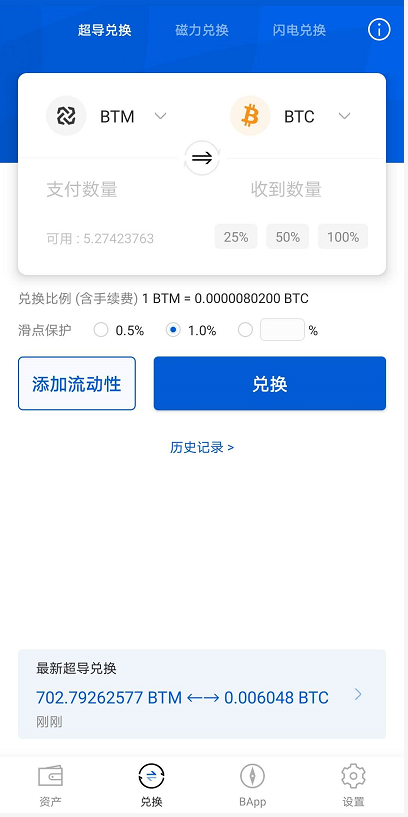 超导兑换 磁力兑换 闪电兑换
BTM BTC
支付数量 收到数量
可用 : 5.27423763 25% 50% 100%
兑换比例 (含手续费) 1 BTM = 0.0000080200 BTC
滑点保护 0.5% 1.0% %
添加流动性 兑换
历史记录 >
最新超导兑换
702.79262577 BTM ←→ 0.006048 BTC
刚刚
资产 兑换 BApp 设置